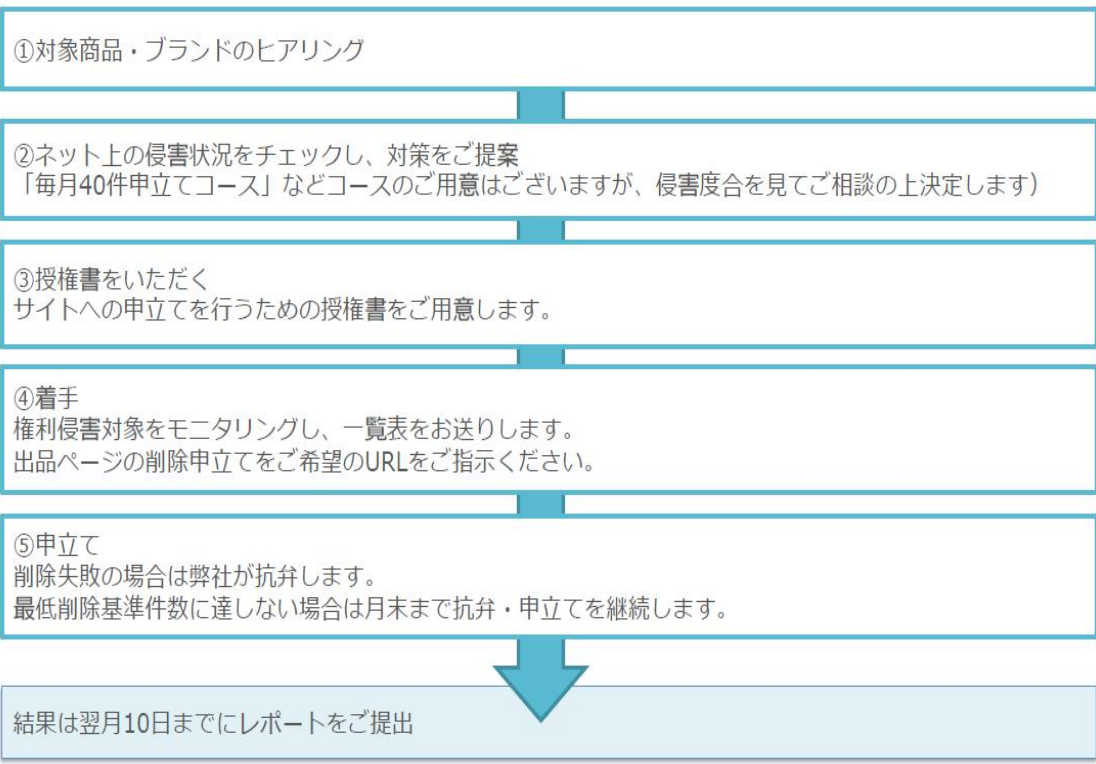 ①対象商品・ブランドのヒアリング
②ネット上の侵害状況をチェックし、対策をご提案
「毎月40件申立てコース」などコースのご用意はございますが、侵害度合を見てご相談の上決定します）
③授権書をいただく
サイトへの申立てを行うための授権書をご用意します。
④着手
権利侵害対象をモニタリングし、一覧表をお送りします。
出品ページの削除申立てをご希望のURLをご指示ください。
⑤申立て
削除失敗の場合は弊社が抗弁します。
最低削除基準件数に達しない場合は月末まで抗弁・申立てを継続します。
結果は翌月10日までにレポートをご提出